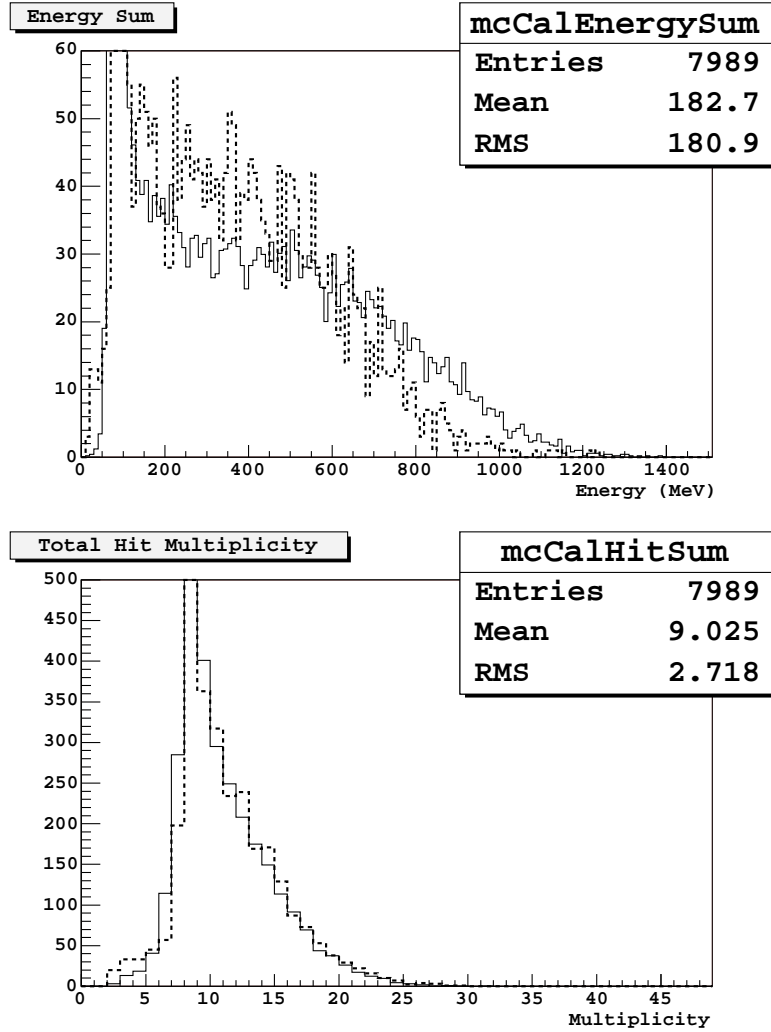 Energy Sum
mcCalEnergySum
Entries 7989
Mean 182.7
RMS 180.9
60
50
40
30
20
10
0
0 200 400 600 800 1000 1200 1400
Energy (MeV)
Total Hit Multiplicity
mcCalHitSum
Entries 7989
Mean 9.025
RMS 2.718
500
450
400
350
300
250
200
150
100
50
0
0 5 10 15 20 25 30 35 40 45
Multiplicity